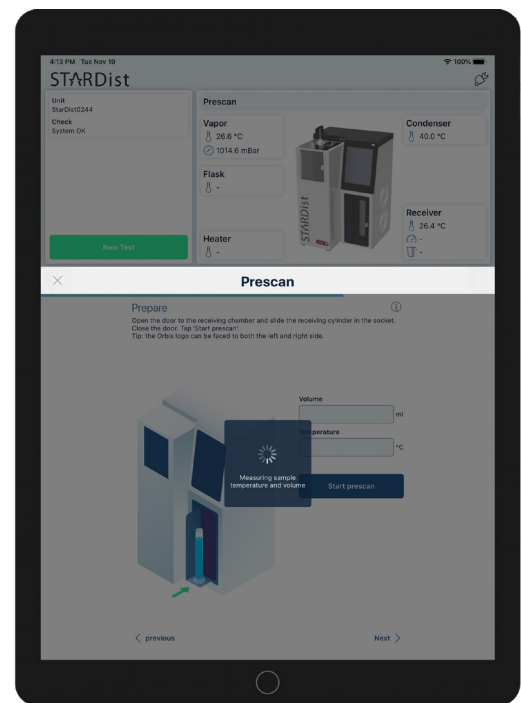 4:13 PM Tue Nov 19
100%
STARDist
Unit
StarDist0244
Check
System OK
New Test
Prescan
Vapor
26.6 °C
1014.6 mBar
Flask
-
Heater
-
STARDist
Condenser
40.0 °C
Receiver
26.4 °C
-
-
Prescan
Prepare
Open the door to the receiving chamber and slide the receiving cylinder in the socket.
Close the door. Tap 'Start prescan'.
Tip: the Orbis logo can be faced to both the left and right side.
Volume
ml
°C
Measuring sample
temperature and volume
Start prescan
previous
Next